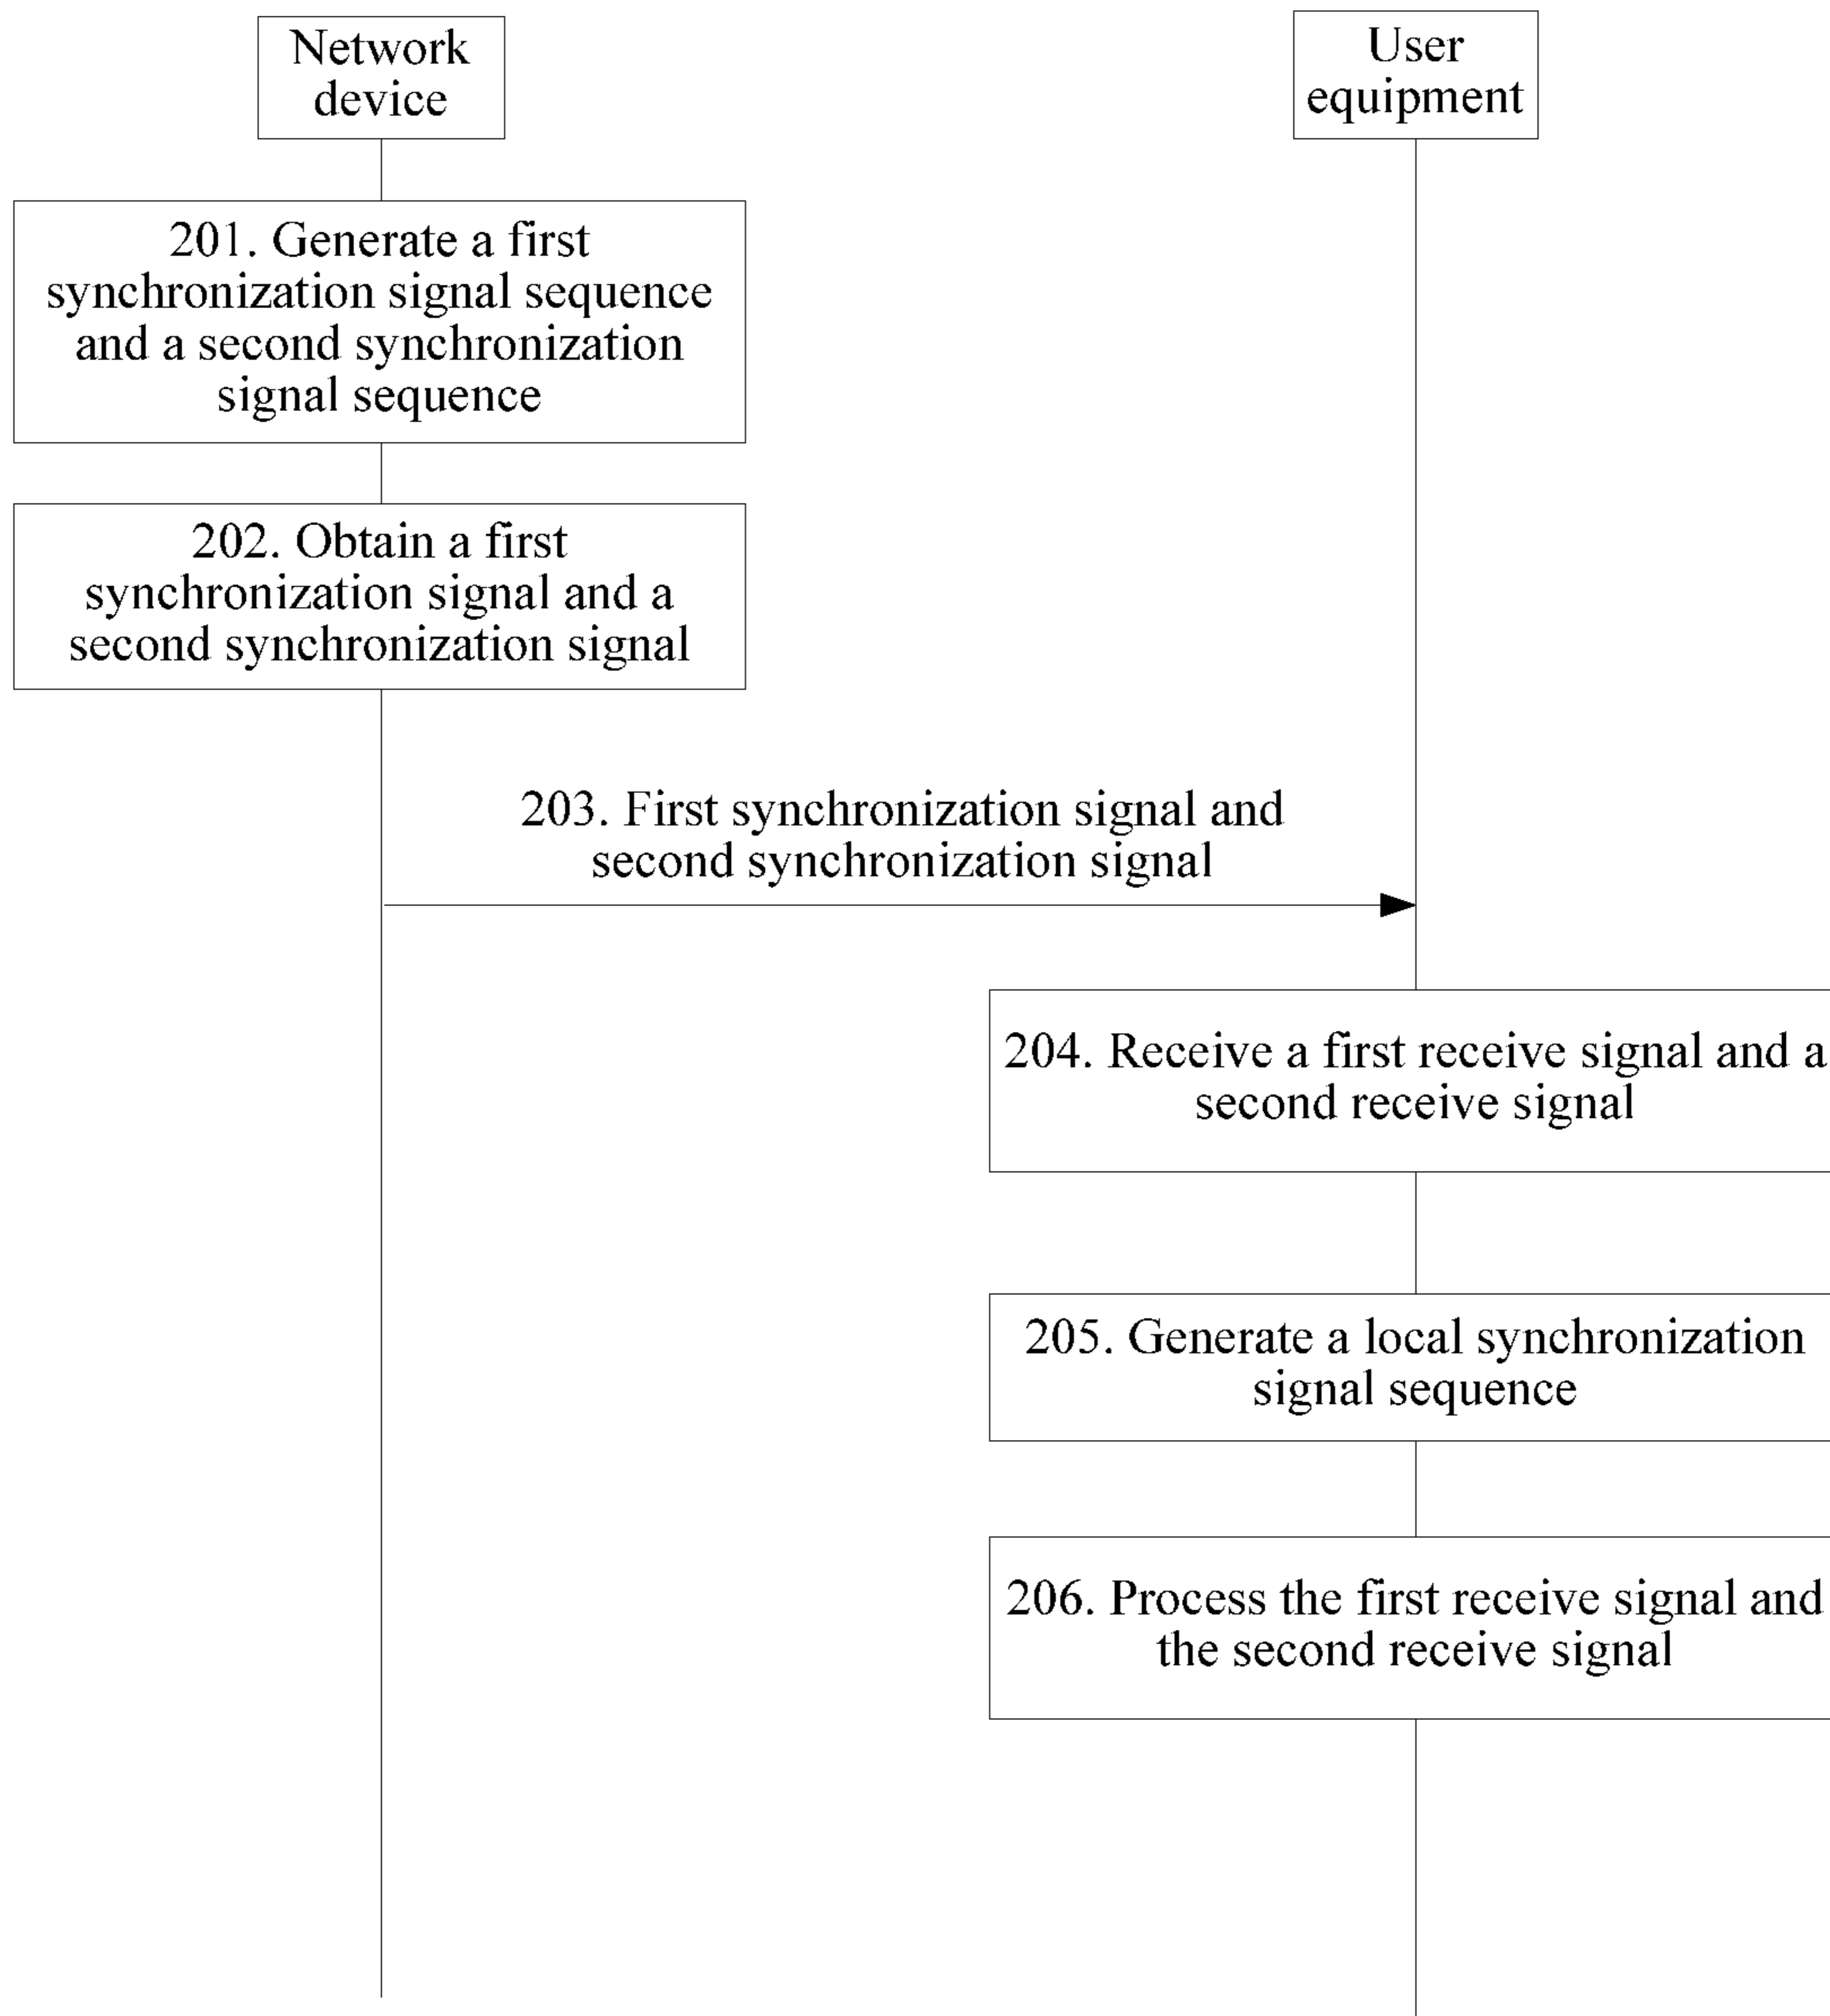 Network
device
User
equipment
201. Generate a first
synchronization signal sequence
and a second synchronization
signal sequence
202. Obtain a first
synchronization signal and a
second synchronization signal
203. First synchronization signal and
second synchronization signal
204. Receive a first receive signal and a
second receive signal
205. Generate a local synchronization
signal sequence
206. Process the first receive signal and
the second receive signal